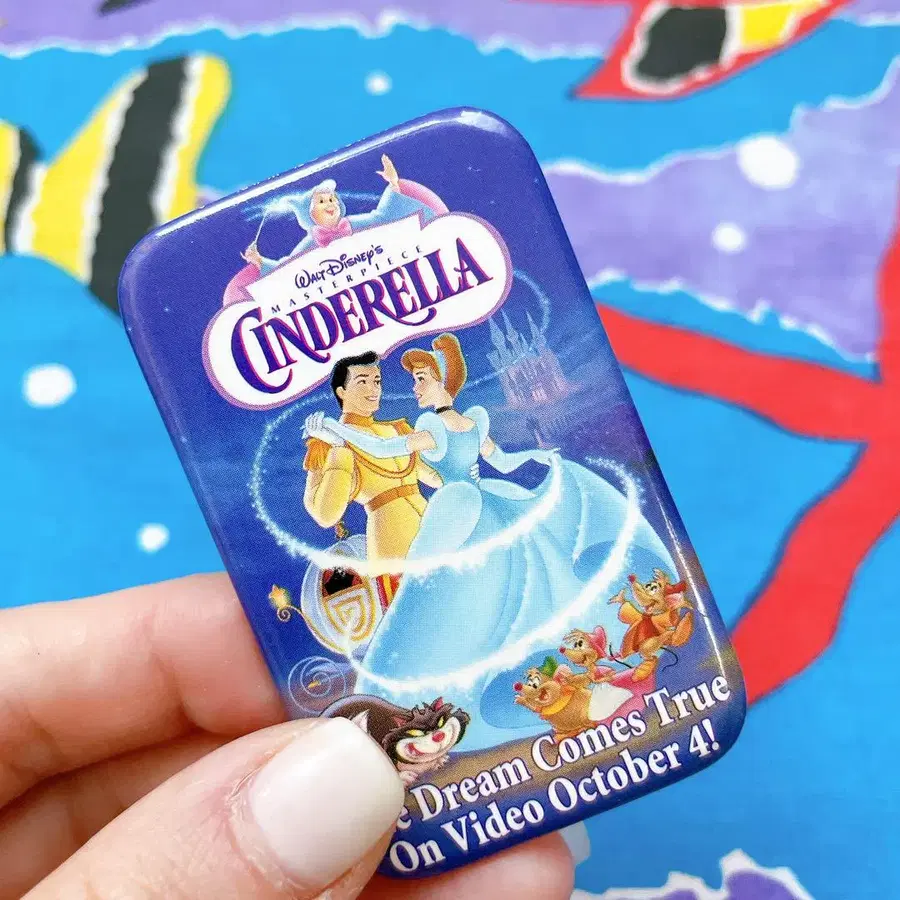 Walt Disney's
MASTERPIECE
CINDERELLA
Dream Comes True
On Video October 4!